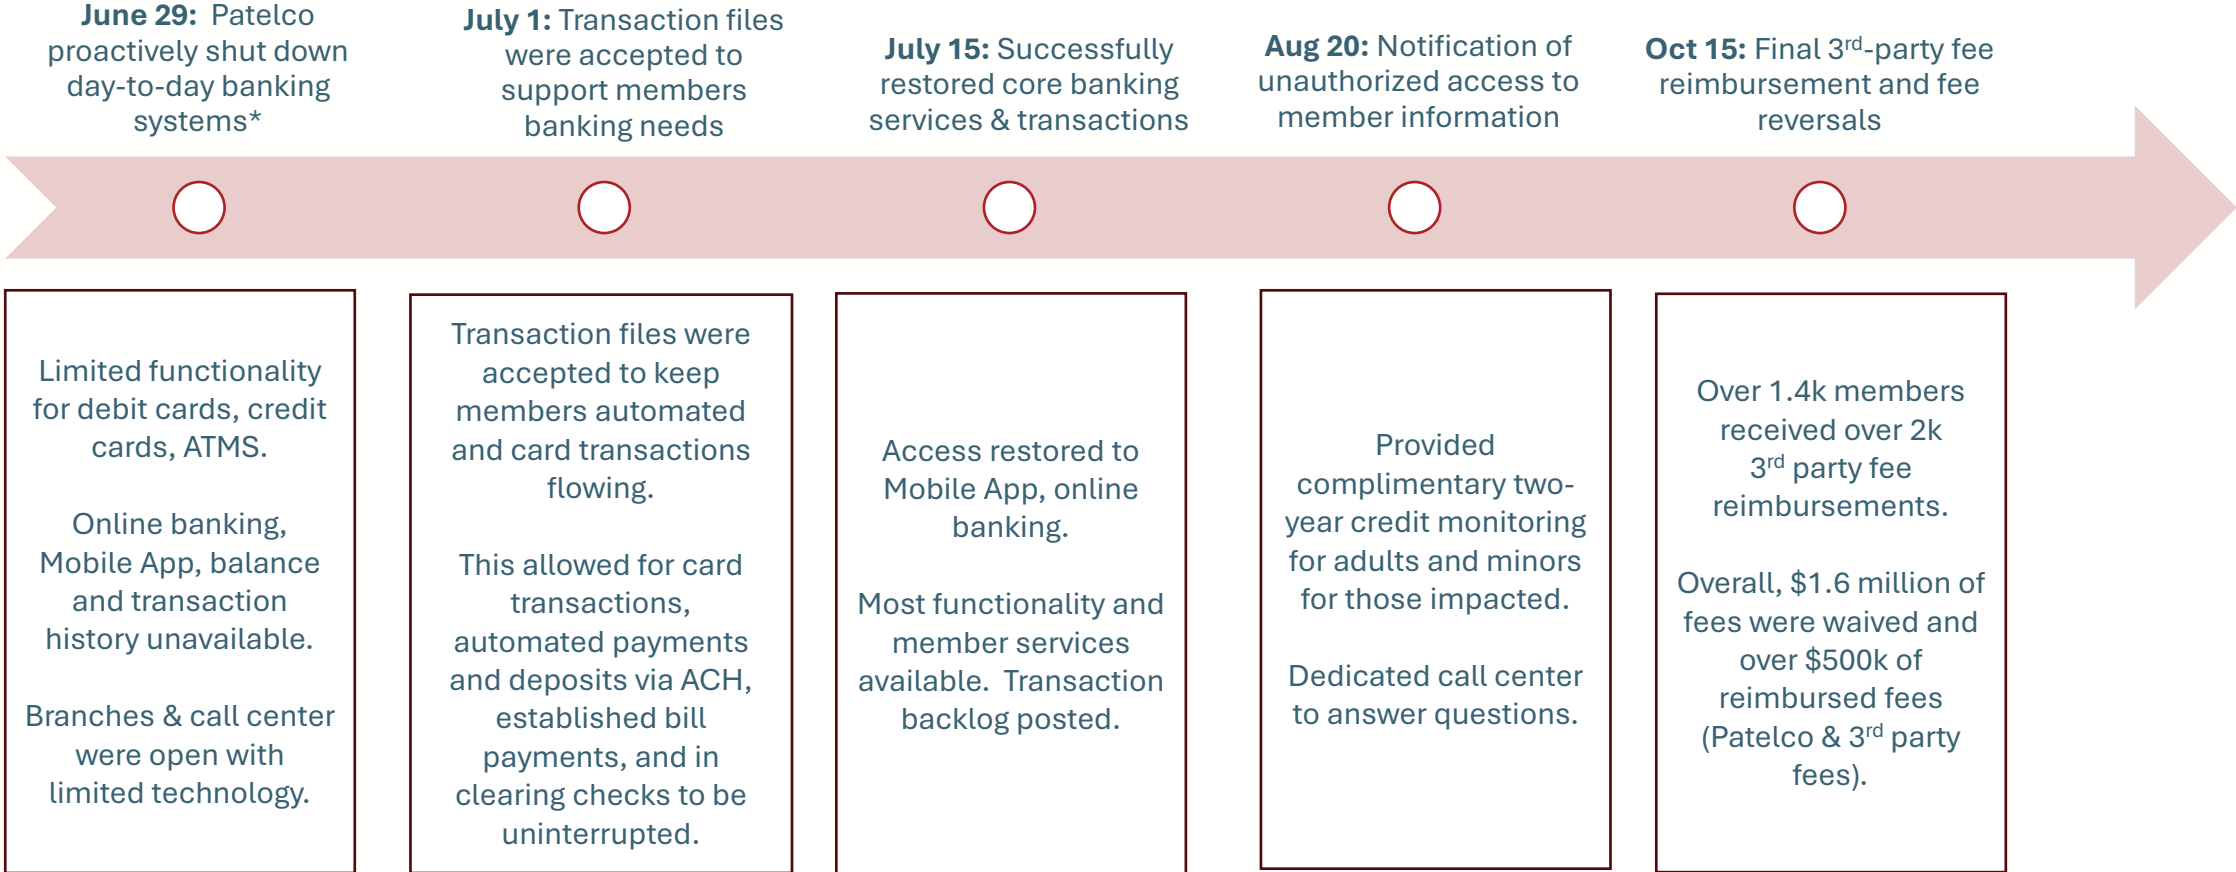 June 29:  Patelco
proactively shut down
day-to-day banking
systems*
July 1: Transaction files
were accepted to
support members
banking needs
July 15: Successfully
restored core banking
services & transactions
Aug 20: Notification of
unauthorized access to
member information
Oct 15: Final 3rd-party fee
reimbursement and fee
reversals
Limited functionality
for debit cards, credit
cards, ATMS.
Online banking,
Mobile App, balance
and transaction
history unavailable.
Branches & call center
were open with
limited technology.
Transaction files were
accepted to keep
members automated
and card transactions
flowing.
This allowed for card
transactions,
automated payments
and deposits via ACH,
established bill
payments, and in
clearing checks to be
uninterrupted.
Access restored to
Mobile App, online
banking.
Most functionality and
member services
available.  Transaction
backlog posted.
Provided
complimentary two-
year credit monitoring
for adults and minors
for those impacted.
Dedicated call center
to answer questions.
Over 1.4k members
received over 2k
3rd party fee
reimbursements.
Overall, $1.6 million of
fees were waived and
over $500k of
reimbursed fees
(Patelco & 3rd party
fees).